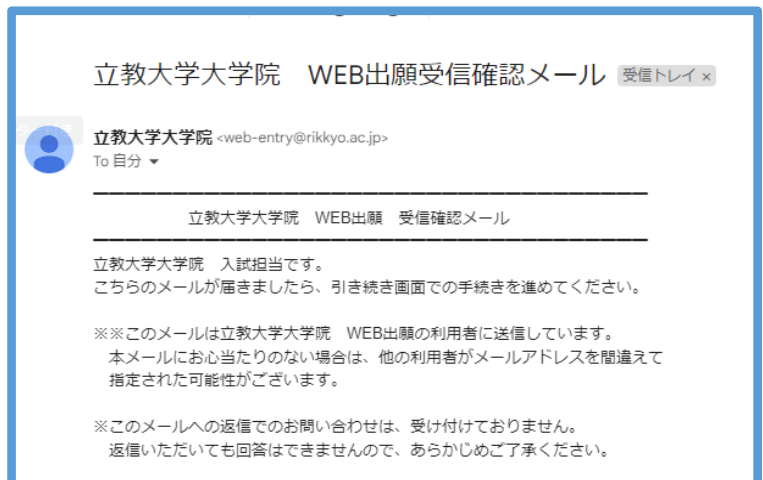 立教大学大学院　WEB出願受信確認メール 受信トレイ ×
立教大学大学院 <web-entry@rikkyo.ac.jp>
To 自分
立教大学大学院　WEB出願　受信確認メール
立教大学大学院　入試担当です。
こちらのメールが届きましたら、引き続き画面での手続きを進めてください。
※※このメールは立教大学大学院　WEB出願の利用者に送信しています。
本メールにお心当たりのない場合は、他の利用者がメールアドレスを間違えて
指定された可能性がございます。
※このメールへの返信でのお問い合わせは、受け付けておりません。
返信いただいても回答はできませんので、あらかじめご了承ください。